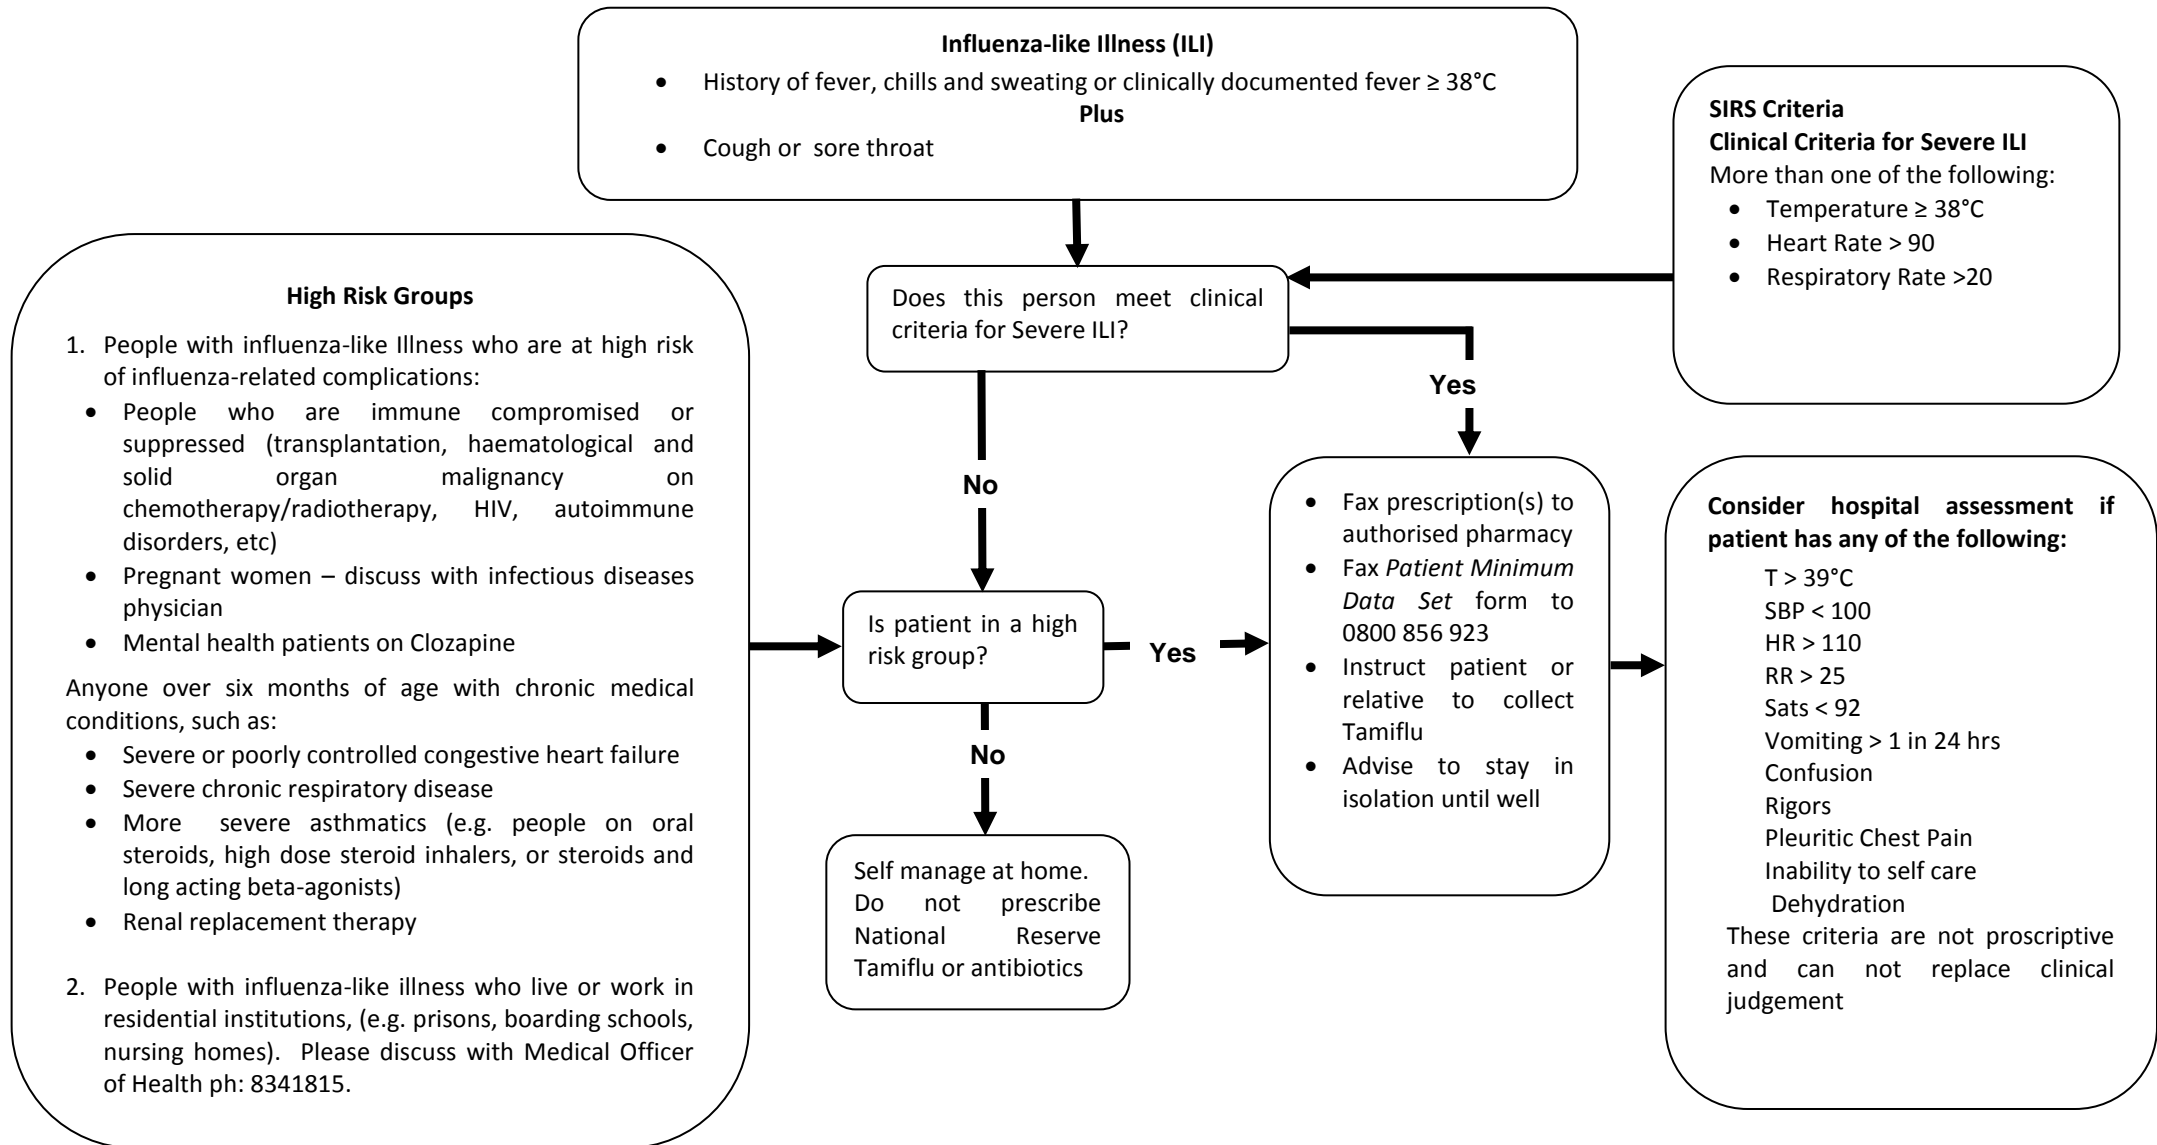 Influenza-like Illness (ILI)
• History of fever, chills and sweating or clinically documented fever ≥ 38°C
Plus
• Cough or sore throat
SIRS Criteria
Clinical Criteria for Severe ILI
More than one of the following:
• Temperature ≥ 38°C
• Heart Rate > 90
• Respiratory Rate >20
Does this person meet clinical
criteria for Severe ILI?
Yes
No
High Risk Groups
1. People with influenza-like Illness who are at high risk
of influenza-related complications:
• People who are immune compromised or
suppressed (transplantation, haematological and
solid organ malignancy on
chemotherapy/radiotherapy, HIV, autoimmune
disorders, etc)
• Pregnant women – discuss with infectious diseases
physician
• Mental health patients on Clozapine
Anyone over six months of age with chronic medical
conditions, such as:
• Severe or poorly controlled congestive heart failure
• Severe chronic respiratory disease
• More severe asthmatics (e.g. people on oral
steroids, high dose steroid inhalers, or steroids and
long acting beta-agonists)
• Renal replacement therapy
2. People with influenza-like illness who live or work in
residential institutions, (e.g. prisons, boarding schools,
nursing homes). Please discuss with Medical Officer
of Health ph: 8341815.
Is patient in a high
risk group?
Yes
No
Self manage at home.
Do not prescribe
National Reserve
Tamiflu or antibiotics
• Fax prescription(s) to
authorised pharmacy
• Fax Patient Minimum
Data Set form to
0800 856 923
• Instruct patient or
relative to collect
Tamiflu
• Advise to stay in
isolation until well
Consider hospital assessment if
patient has any of the following:
T > 39°C
SBP < 100
HR > 110
RR > 25
Sats < 92
Vomiting > 1 in 24 hrs
Confusion
Rigors
Pleuritic Chest Pain
Inability to self care
Dehydration
These criteria are not proscriptive
and can not replace clinical
judgement